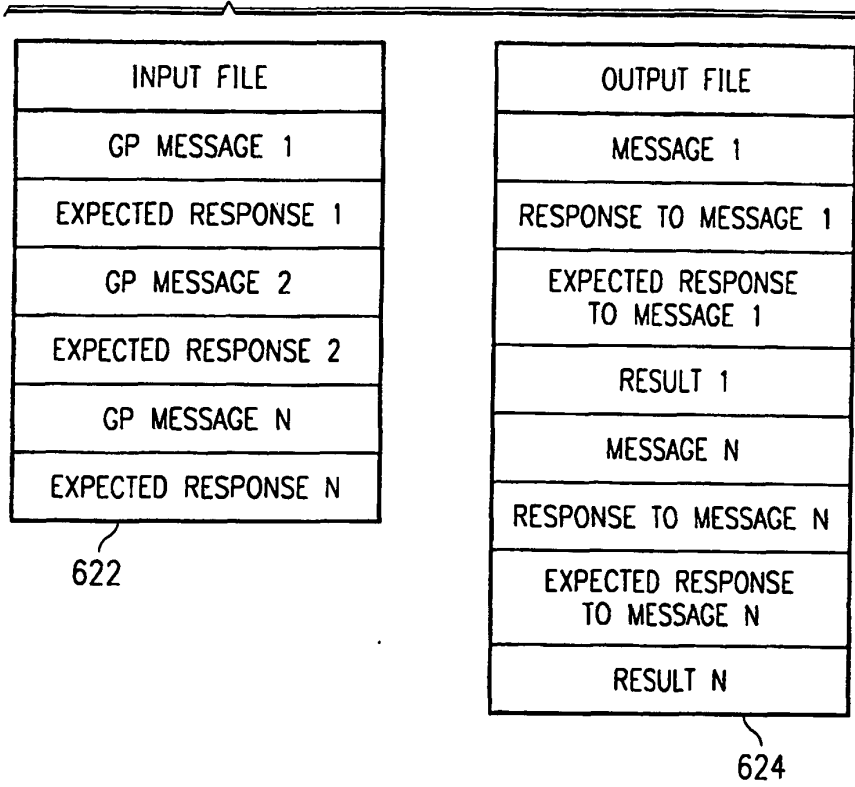 INPUT FILE
GP MESSAGE 1
EXPECTED RESPONSE 1
GP MESSAGE 2
EXPECTED RESPONSE 2
GP MESSAGE N
EXPECTED RESPONSE N
622
OUTPUT FILE
MESSAGE 1
RESPONSE TO MESSAGE 1
EXPECTED RESPONSE
TO MESSAGE 1
RESULT 1
MESSAGE N
RESPONSE TO MESSAGE N
EXPECTED RESPONSE
TO MESSAGE N
RESULT N
624